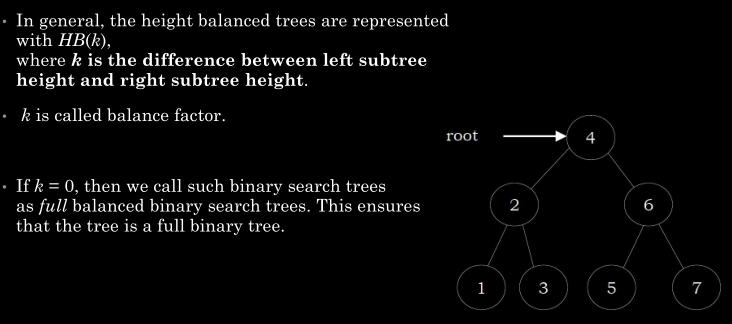 • In general, the height balanced trees are represented
with HB(k),
where k is the difference between left subtree
height and right subtree height.
• k is called balance factor.
• If k = 0, then we call such binary search trees
as full balanced binary search trees. This ensures
that the tree is a full binary tree.
root
4
2
6
1
3
5
7